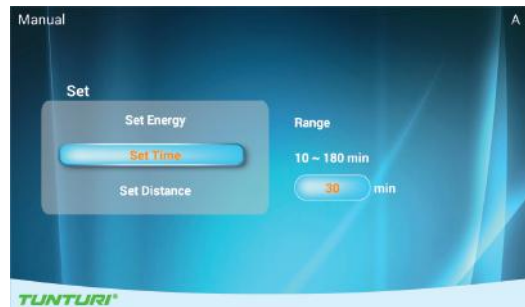 Manual
A
Set
Set Energy
Set Time
Set Distance
Range
10 ~ 180 min
30 min
TUNTURI®